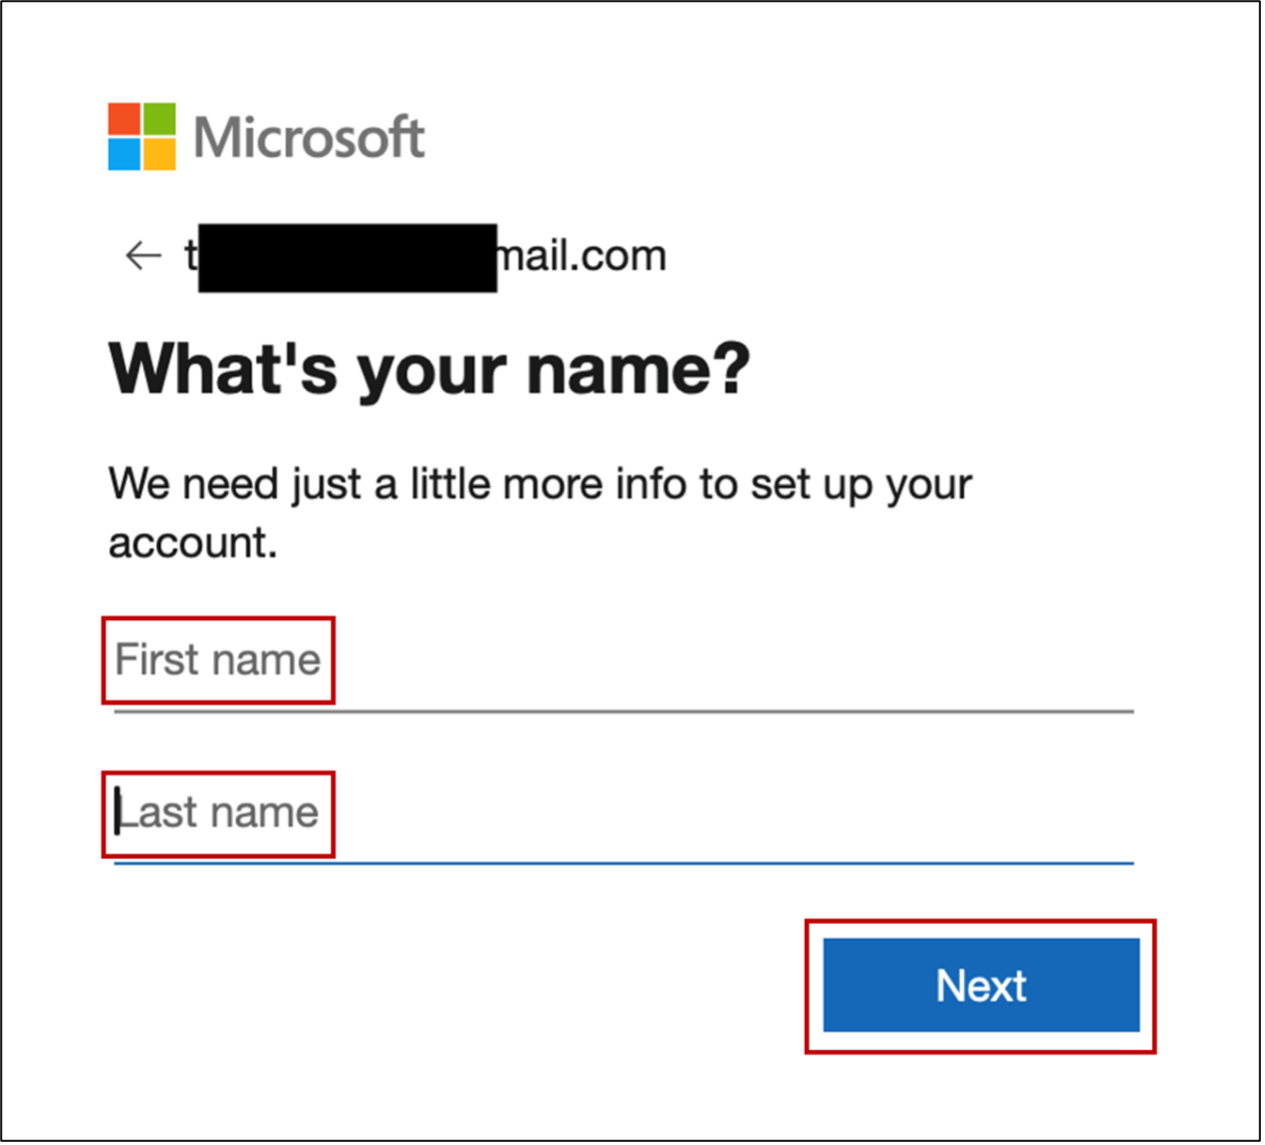 Microsoft
← t mail.com
What's your name?
We need just a little more info to set up your
account.
First name
Last name
Next